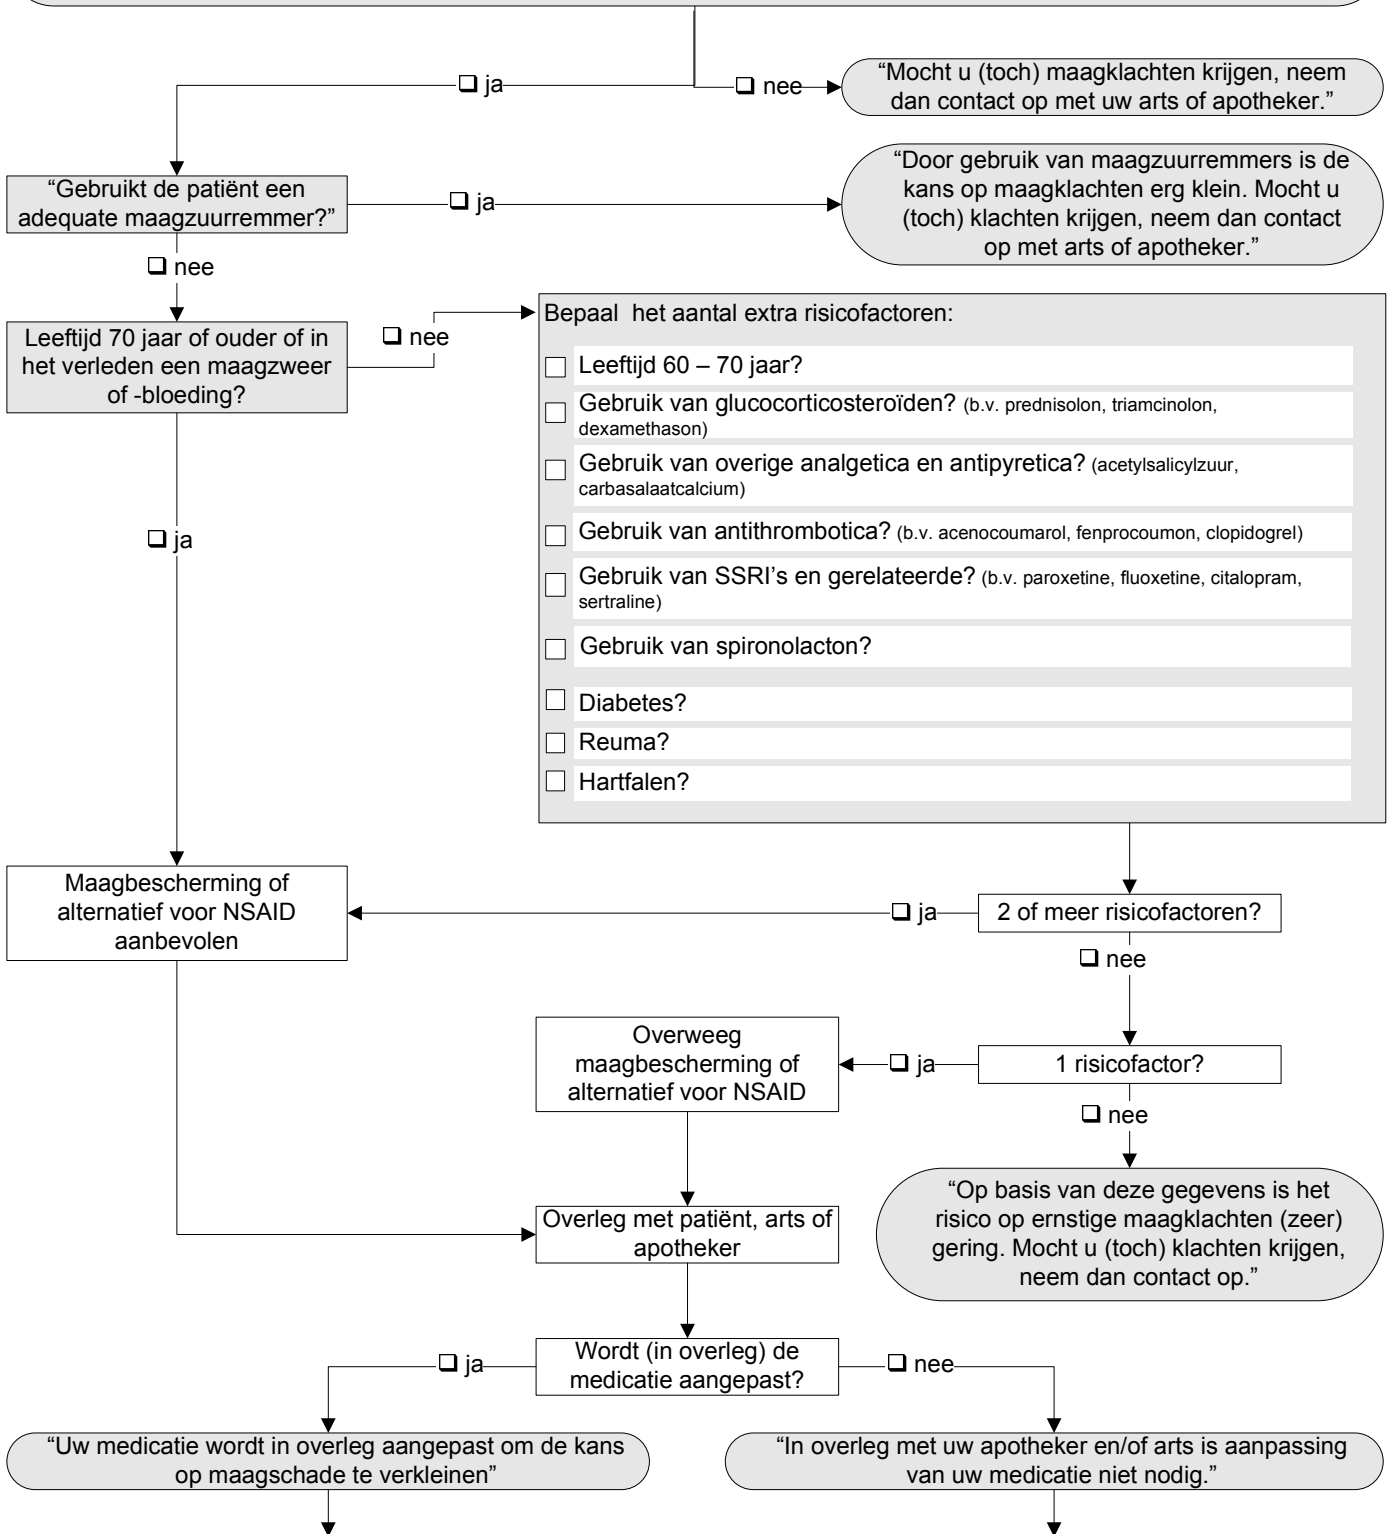 ❑ ja
❑ nee
“Mocht u (toch) maagklachten krijgen, neem
dan contact op met uw arts of apotheker.”
“Gebruikt de patiënt een
adequate maagzuurremmer?”
❑ ja
“Door gebruik van maagzuurremmers is de
kans op maagklachten erg klein. Mocht u
(toch) klachten krijgen, neem dan contact
op met arts of apotheker.”
❑ nee
Leeftijd 70 jaar of ouder of in
het verleden een maagzweer
of -bloeding?
❑ nee
Bepaal het aantal extra risicofactoren:
Leeftijd 60 – 70 jaar?
Gebruik van glucocorticosteroïden? (b.v. prednisolon, triamcinolon,
dexamethason)
Gebruik van overige analgetica en antipyretica? (acetylsalicylzuur,
carbasalaatcalcium)
Gebruik van antithrombotica? (b.v. acenocoumarol, fenprocoumon, clopidogrel)
Gebruik van SSRI’s en gerelateerde? (b.v. paroxetine, fluoxetine, citalopram,
sertraline)
Gebruik van spironolacton?
Diabetes?
Reuma?
Hartfalen?
❑ ja
Maagbescherming of
alternatief voor NSAID
aanbevolen
❑ ja
2 of meer risicofactoren?
❑ nee
Overweeg
maagbescherming of
alternatief voor NSAID
❑ ja
1 risicofactor?
❑ nee
“Op basis van deze gegevens is het
risico op ernstige maagklachten (zeer)
gering. Mocht u (toch) klachten krijgen,
neem dan contact op.”
Overleg met patiënt, arts of
apotheker
Wordt (in overleg) de
medicatie aangepast?
❑ ja
❑ nee
“Uw medicatie wordt in overleg aangepast om de kans
op maagschade te verkleinen”
“In overleg met uw apotheker en/of arts is aanpassing
van uw medicatie niet nodig.”